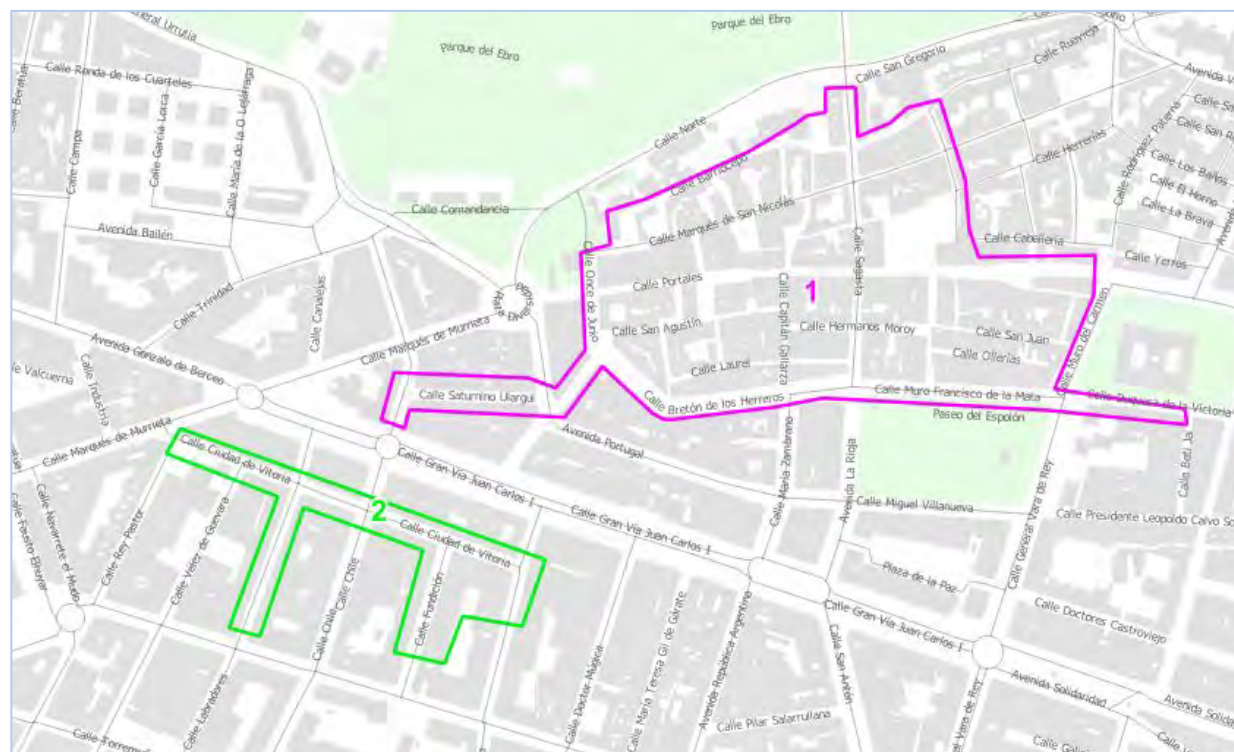 General Urrutia
Parque del Ebro
Parque del Ebro
Calle San Gregorio
Calle Ruavieja
Calle Ronda de los Cuarteles
Calle Beratúa
Calle Campa
Calle García Lorca
Calle María de la O Lejárraga
Calle Norte
Calle Barriocepo
Calle Herrerías
Calle Rodríguez Paterna
Calle Los Baños
Calle El Horno
Calle La Brava
Calle Comandancia
Calle Marqués de San Nicolás
Calle Sagasta
Calle Caballería
Calle Yerros
Avenida Bailén
Calle Once de Junio
Calle Portales
Calle Capitán Gallarza
1
Calle Trinidad
Calle Canalejas
Calle Marqués de Murrieta
Calle San Agustín
Calle Hermanos Moroy
Calle San Juan
Calle Ollerías
Calle Muro del Carmen
Avenida Gonzalo de Berceo
Calle Laurel
Calle Industria
Calle Saturnino Ulargui
Calle Bretón de los Herreros
Calle Muro Francisco de la Mata
Calle Duquesa de la Victoria
Paseo del Espolón
Calle Marqués de Murrieta
Avenida Portugal
Calle Ciudad de Vitoria
Calle Gran Vía Juan Carlos I
Calle María Zambrano
Avenida La Rioja
2
Calle Ciudad de Vitoria
Calle Gran Vía Juan Carlos I
Calle Miguel Villanueva
Calle General Vara de Rey
Calle Presidente Leopoldo Calvo So
Calle Fausto Elhuyar
Calle Navarrete el Mudo
Calle Rey Pastor
Calle Vélez de Guevara
Calle Chile
Calle Chile
Calle Fundición
Plaza de la Paz
Calle Doctores Castroviejo
Calle Gran Vía Juan Carlos I
Calle Labradores
Calle Doctor Múgica
Calle María Teresa Gil de Gárate
Avenida República Argentina
Calle San Antón
Calle Pilar Salarrullana
Avenida Solidaridad
Avenida Solida